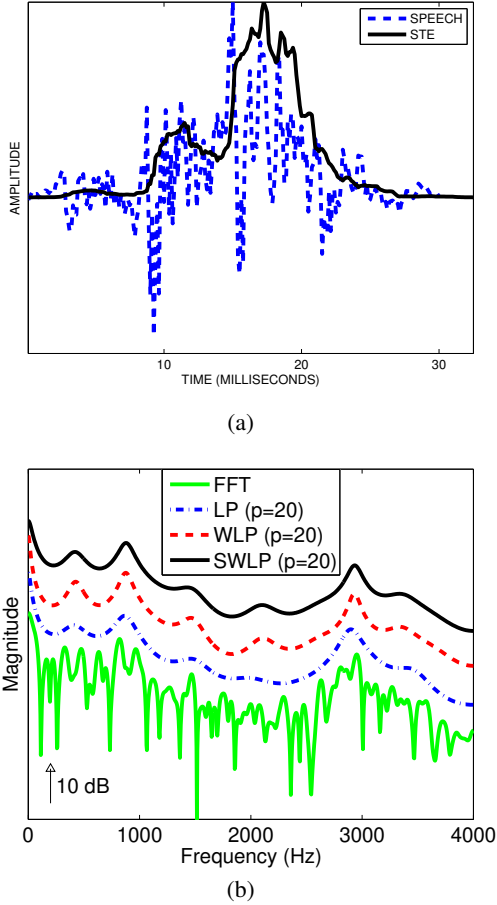 SPEECH
STE
AMPLITUDE
10
20
30
TIME (MILLISECONDS)
(a)
FFT
LP (p=20)
WLP (p=20)
SWLP (p=20)
Magnitude
10 dB
0
1000
2000
3000
4000
Frequency (Hz)
(b)